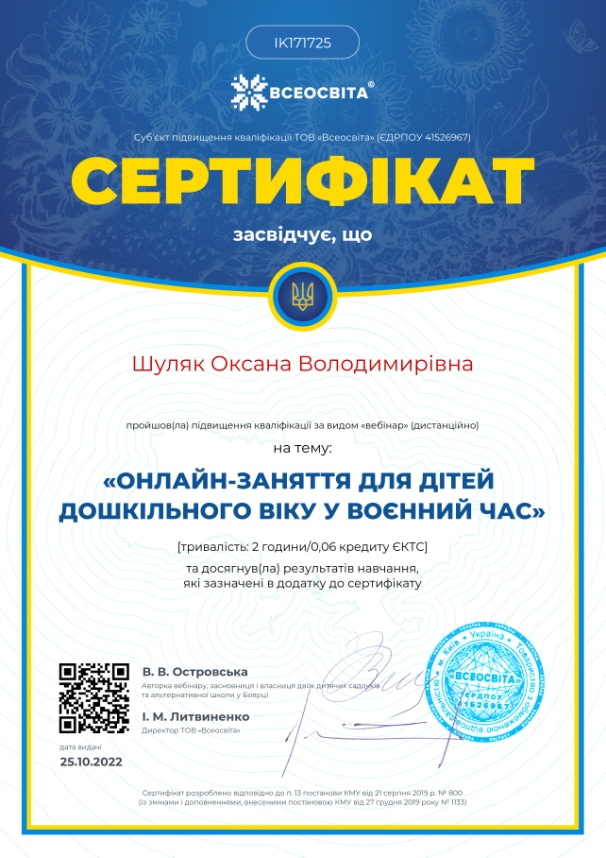 ІК171725
ВСЕОСВІТА©
Суб'єкт підвищення кваліфікації ТОВ «Всеосвіта» (ЄДРПОУ 41526967)
СЕРТИФІКАТ
засвідчує, що
Шуляк Оксана Володимирівна
пройшов(ла) підвищення кваліфікації за видом «вебінар» (дистанційно)
на тему:
«ОНЛАЙН-ЗАНЯТТЯ ДЛЯ ДІТЕЙ
ДОШКІЛЬНОГО ВІКУ У ВОЄННИЙ ЧАС»
[тривалість: 2 години/0,06 кредиту ЄКТС]
та досягнув(ла) результатів навчання,
які зазначені в додатку до сертифікату
В. В. Островська
Авторка вебінару, засновниця і власниця двох дитячих садочків
та альтернативної школи у Боярці
І. М. Литвиненко
Директор ТОВ «Всеосвіта»
дата видачі
25.10.2022
м. Київ * Україна * Товариство з обмеженою відповідальністю
«ВСЕОСВІТА»
ЄДРПОУ
41526967
Сертифікат розроблено відповідно до п. 13 постанови КМУ від 21 серпня 2019 р. № 800
(із змінами і доповненнями, внесеними постановою КМУ від 27 грудня 2019 року № 1133)